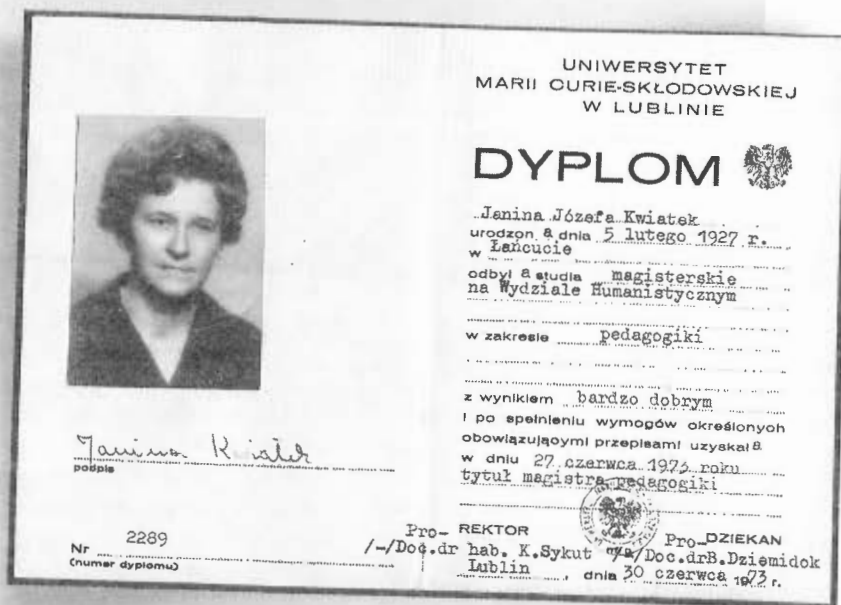 Janina Kwiatek
podpis
Nr 2289
(numer dyplomu)
UNIWERSYTET
MARII CURIE-SKŁODOWSKIEJ
W LUBLINIE
DYPLOM
Janina Józefa Kwiatek
urodzon a dnia 5 lutego 1927 r.
w Łańcucie
odbył a studia magisterskie
na Wydziale Humanistycznym
w zakresie pedagogiki
z wynikiem bardzo dobrym
i po spełnieniu wymogów określonych
obowiązującymi przepisami uzyskał a
w dniu 27 czerwca 1973 roku
tytuł magistra pedagogiki
Pro- REKTOR Pro-DZIEKAN
/-/Doc.dr hab. K.Sykut /-/Doc.drB.Dziemidok
Lublin, dnia 30 czerwca 1973 r.